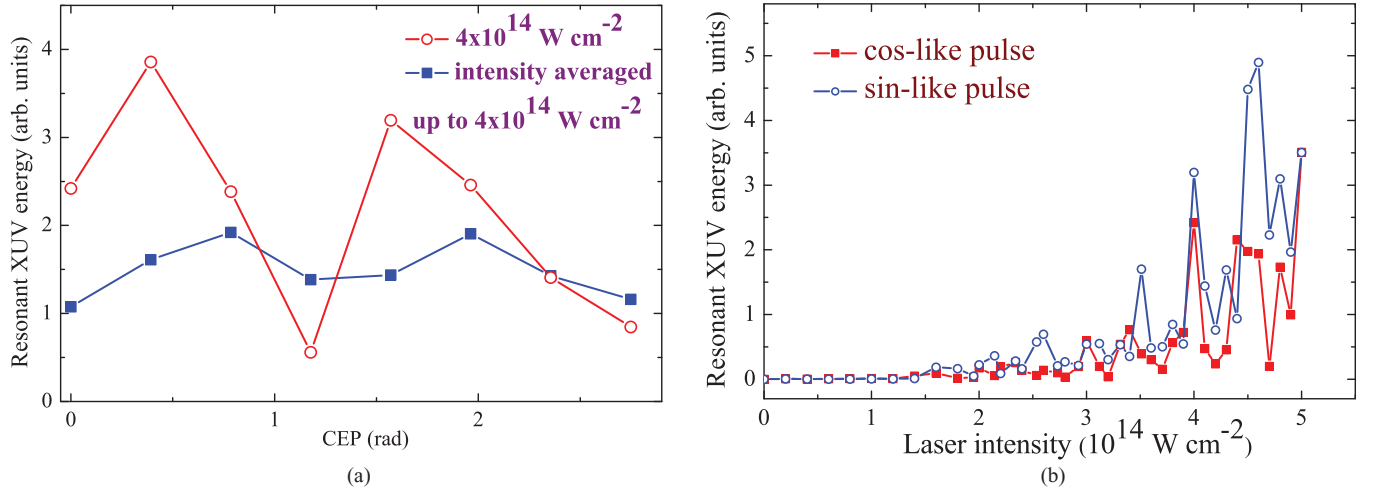 Resonant XUV energy (arb. units)
4
3
2
1
0
4x10^14 W cm^-2
intensity averaged
up to 4x10^14 W cm^-2
0
1
2
CEP (rad)
(a)
Resonant XUV energy (arb. units)
5
4
3
2
1
0
cos-like pulse
sin-like pulse
0
1
2
3
4
5
Laser intensity (10^14 W cm^-2)
(b)